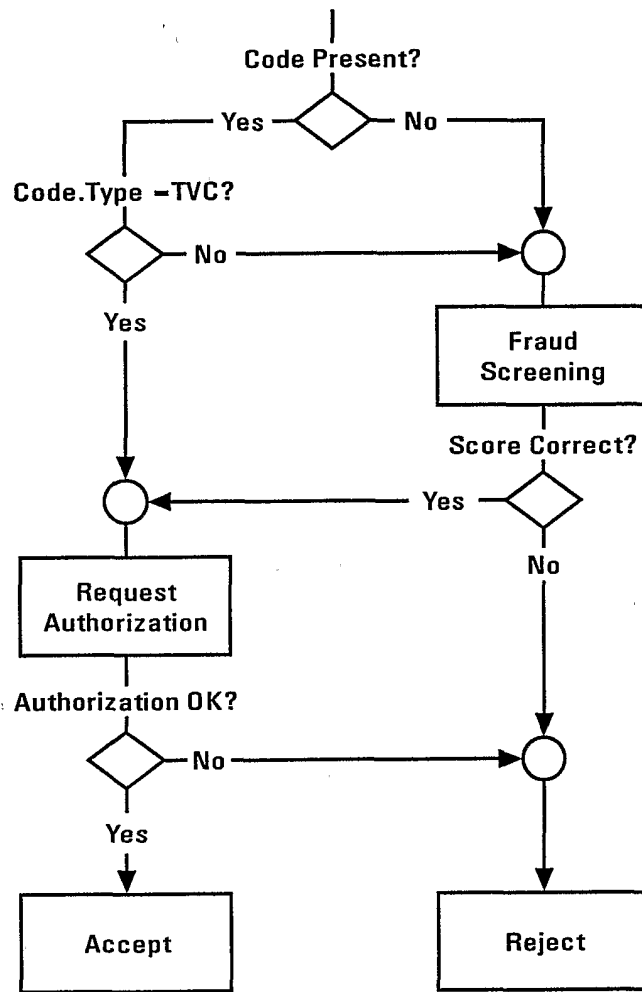 Code Present?
Yes
No
Code.Type =TVC?
No
Yes
Fraud
Screening
Score Correct?
Yes
No
Request
Authorization
Authorization OK?
No
Yes
Accept
Reject